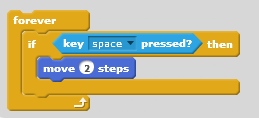 forever
if key space pressed? then
move 2 steps